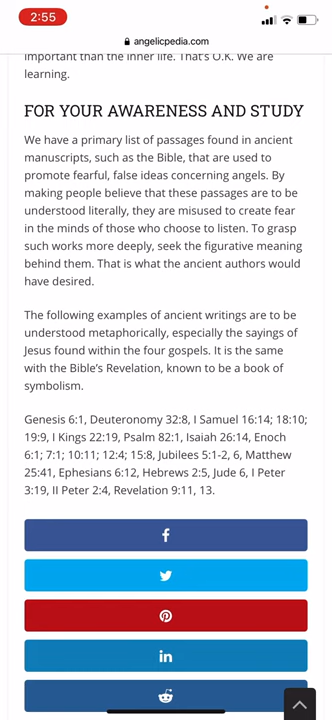 2:55
angelicpedia.com
important than the inner life. That's O.K. We are
learning.
FOR YOUR AWARENESS AND STUDY
We have a primary list of passages found in ancient
manuscripts, such as the Bible, that are used to
promote fearful, false ideas concerning angels. By
making people believe that these passages are to be
understood literally, they are misused to create fear
in the minds of those who choose to listen. To grasp
such works more deeply, seek the figurative meaning
behind them. That is what the ancient authors would
have desired.
The following examples of ancient writings are to be
understood metaphorically, especially the sayings of
Jesus found within the four gospels. It is the same
with the Bible's Revelation, known to be a book of
symbolism.
Genesis 6:1, Deuteronomy 32:8, I Samuel 16:14; 18:10;
19:9, I Kings 22:19, Psalm 82:1, Isaiah 26:14, Enoch
6:1; 7:1; 10:11; 12:4; 15:8, Jubilees 5:1-2, 6, Matthew
25:41, Ephesians 6:12, Hebrews 2:5, Jude 6, I Peter
3:19, II Peter 2:4, Revelation 9:11, 13.